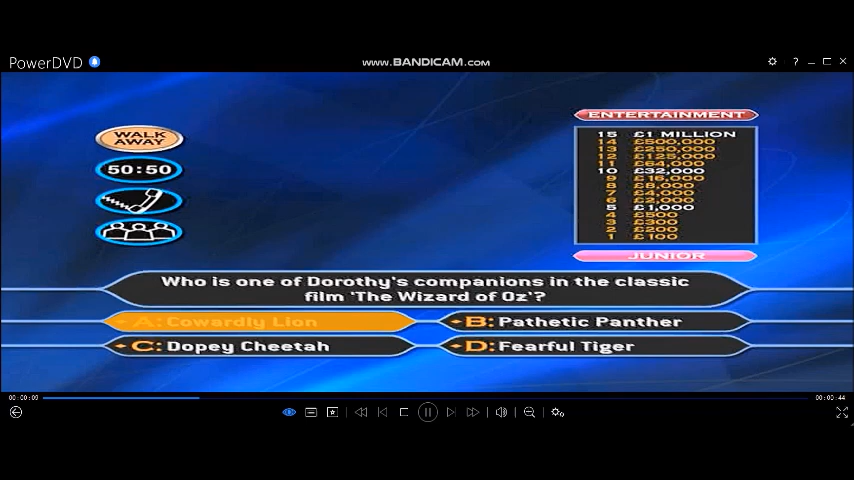 PowerDVD
www.BANDICAM.com
?
WALK
AWAY
50:50
ENTERTAINMENT
15 £1 MILLION
14 £500,000
13 £250,000
12 £125,000
11 £64,000
10 £32,000
9 £16,000
8 £8,000
7 £4,000
6 £2,000
5 £1,000
4 £500
3 £300
2 £200
1 £100
JUNIOR
Who is one of Dorothy's companions in the classic
film 'The Wizard of Oz'?
A: Cowardly Lion
B: Pathetic Panther
C: Dopey Cheetah
D: Fearful Tiger
00:00:09
00:00:44